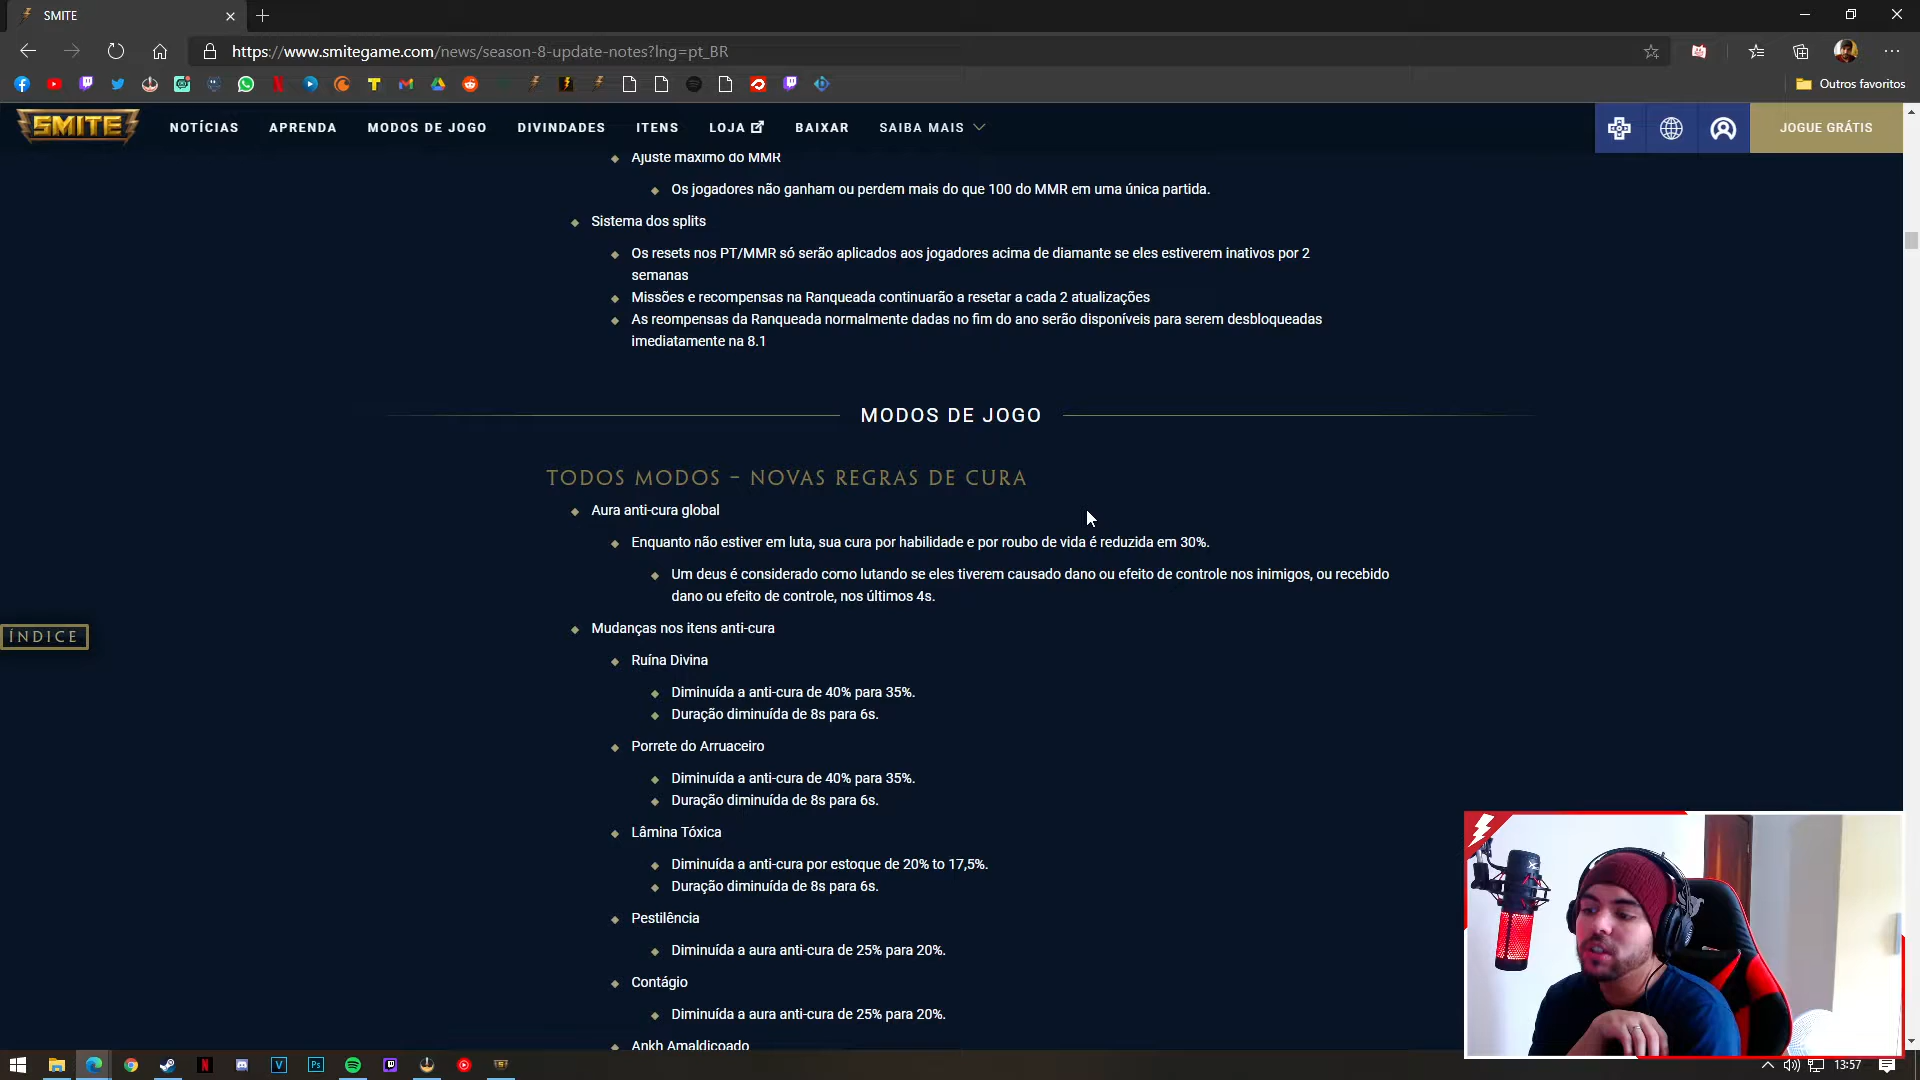 SMITE
https://www.smitegame.com/news/season-8-update-notes?lng=pt_BR
Outros favoritos
SMITE
NOTÍCIAS
APRENDA
MODOS DE JOGO
DIVINDADES
ITENS
LOJA
BAIXAR
SAIBA MAIS
JOGUE GRÁTIS
Ajuste máximo do MMR
Os jogadores não ganham ou perdem mais do que 100 do MMR em uma única partida.
Sistema dos splits
Os resets nos PT/MMR só serão aplicados aos jogadores acima de diamante se eles estiverem inativos por 2
semanas
Missões e recompensas na Ranqueada continuarão a resetar a cada 2 atualizações
As reompensas da Ranqueada normalmente dadas no fim do ano serão disponíveis para serem desbloqueadas
imediatamente na 8.1
MODOS DE JOGO
TODOS MODOS – NOVAS REGRAS DE CURA
Aura anti-cura global
Enquanto não estiver em luta, sua cura por habilidade e por roubo de vida é reduzida em 30%.
Um deus é considerado como lutando se eles tiverem causado dano ou efeito de controle nos inimigos, ou recebido
dano ou efeito de controle, nos últimos 4s.
Mudanças nos itens anti-cura
ÍNDICE
Ruína Divina
Diminuída a anti-cura de 40% para 35%.
Duração diminuída de 8s para 6s.
Porrete do Arruaceiro
Diminuída a anti-cura de 40% para 35%.
Duração diminuída de 8s para 6s.
Lâmina Tóxica
Diminuída a anti-cura por estoque de 20% to 17,5%.
Duração diminuída de 8s para 6s.
Pestilência
Diminuída a aura anti-cura de 25% para 20%.
Contágio
Diminuída a aura anti-cura de 25% para 20%.
Ankh Amaldiçoado
13:57